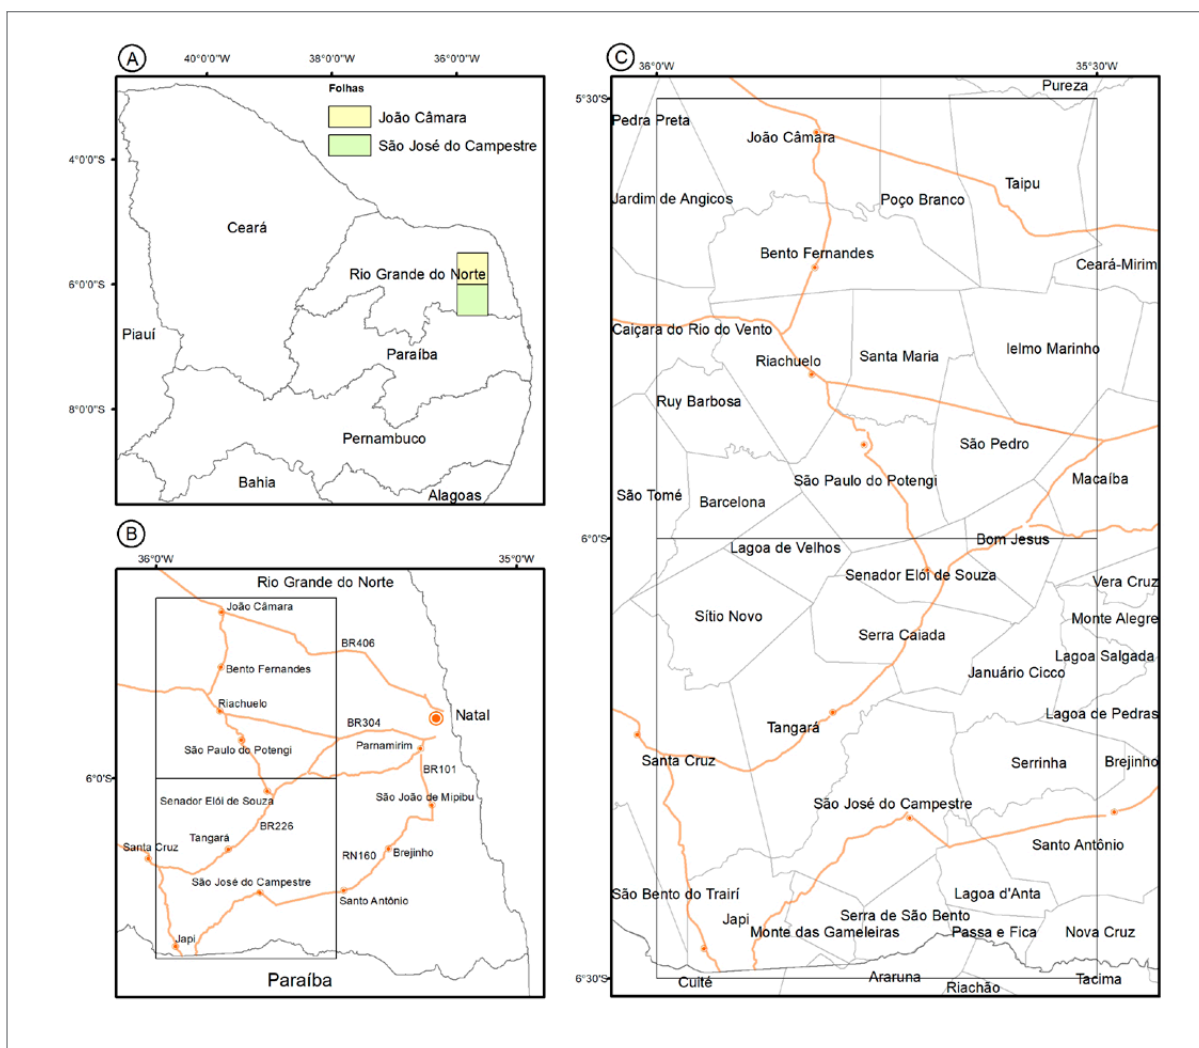 A
40°0'0"W
38°0'0"W
36°0'0"W
Folhas
João Câmara
São José do Campestre
4°0'0"S
6°0'0"S
8°0'0"S
Ceará
Rio Grande do Norte
Piauí
Paraíba
Pernambuco
Bahia
Alagoas
B
36°0'W
35°0'W
Rio Grande do Norte
João Câmara
BR406
Bento Fernandes
Riachuelo
Natal
BR304
São Paulo do Potengi
Parnamirim
BR101
6°0'S
Senador Elói de Souza
São João de Mipibu
BR226
Tangará
Santa Cruz
RN160
Brejinho
São José do Campestre
Santo Antônio
Japi
Paraíba
C
36°0'W
35°30'W
5°30'S
Pureza
Pedra Preta
João Câmara
Jardim de Angicos
Poço Branco
Taipu
Bento Fernandes
Ceará-Mirim
Caiçara do Rio do Vento
Riachuelo
Santa Maria
Ielmo Marinho
Ruy Barbosa
São Pedro
São Tomé
Barcelona
São Paulo do Potengi
Macaíba
6°0'S
Lagoa de Velhos
Bom Jesus
Senador Elói de Souza
Vera Cruz
Sítio Novo
Serra Caiada
Monte Alegre
Lagoa Salgada
Januário Cicco
Tangará
Lagoa de Pedras
Santa Cruz
Serrinha
Brejinho
São José do Campestre
Santo Antônio
São Bento do Trairí
Lagoa d'Anta
Japi
Serra de São Bento
Monte das Gameleiras
Passa e Fica
Nova Cruz
6°30'S
Cuité
Araruna
Riachão
Tacima